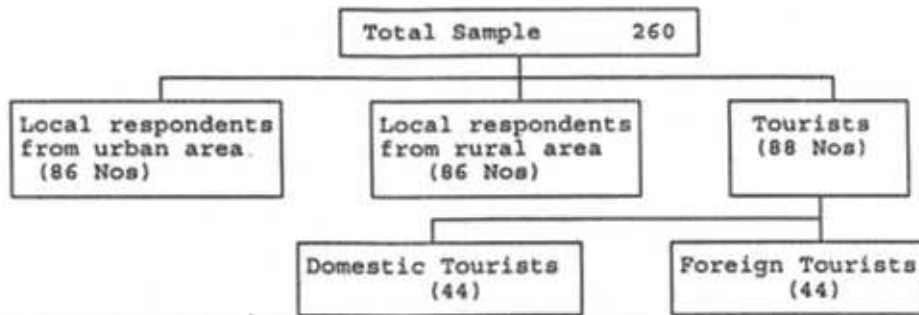 Total Sample 260
Local respondents
from urban area.
(86 Nos)
Local respondents
from rural area
(86 Nos)
Tourists
(88 Nos)
Domestic Tourists
(44)
Foreign Tourists
(44)